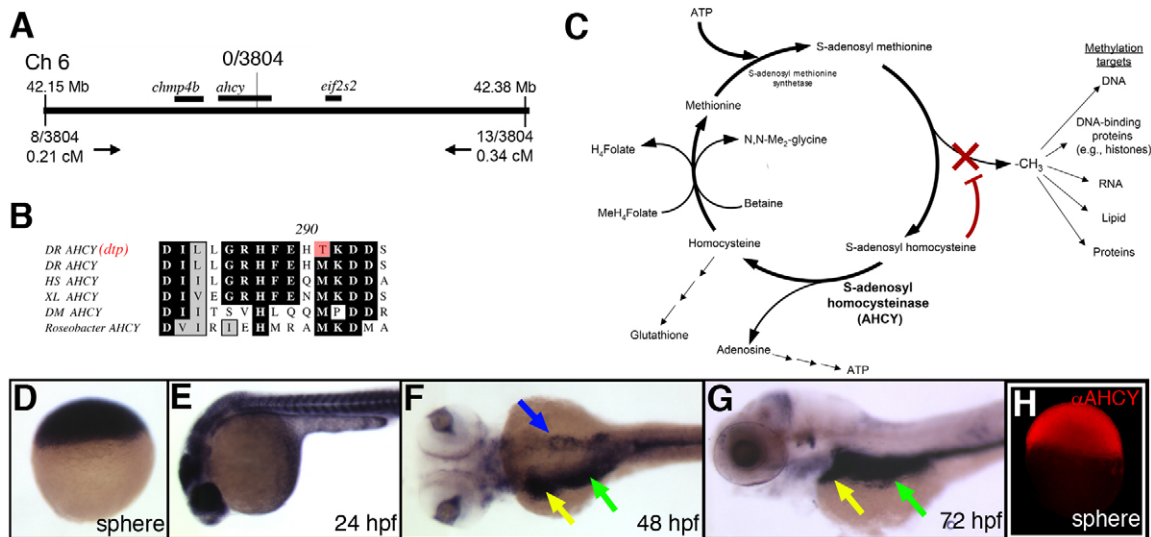 A
Ch 6
0/3804
42.15 Mb
chmp4b
ahcy
eif2s2
42.38 Mb
8/3804
0.21 cM
13/3804
0.34 cM
B
290
DR AHCY (dtp) D I L L G R H F E H T K D D S
DR AHCY D I L L G R H F E H M K D D S
HS AHCY D I I L G R H F E Q M K D D A
XL AHCY D I V E G R H F E N M K D D S
DM AHCY D I I T S V H L Q Q M P D D R
Roseobacter AHCY D V I R I E H M R A M K D M A
C
ATP
S-adenosyl methionine
S-adenosyl methionine
synthetase
Methionine
H4Folate
N,N-Me2-glycine
MeH4Folate
Betaine
Homocysteine
S-adenosyl homocysteine
S-adenosyl
homocysteinase
(AHCY)
Glutathione
Adenosine
ATP
-CH3
Methylation
targets
DNA
DNA-binding
proteins
(e.g., histones)
RNA
Lipid
Proteins
D
sphere
E
24 hpf
F
48 hpf
G
72 hpf
H
αAHCY
sphere